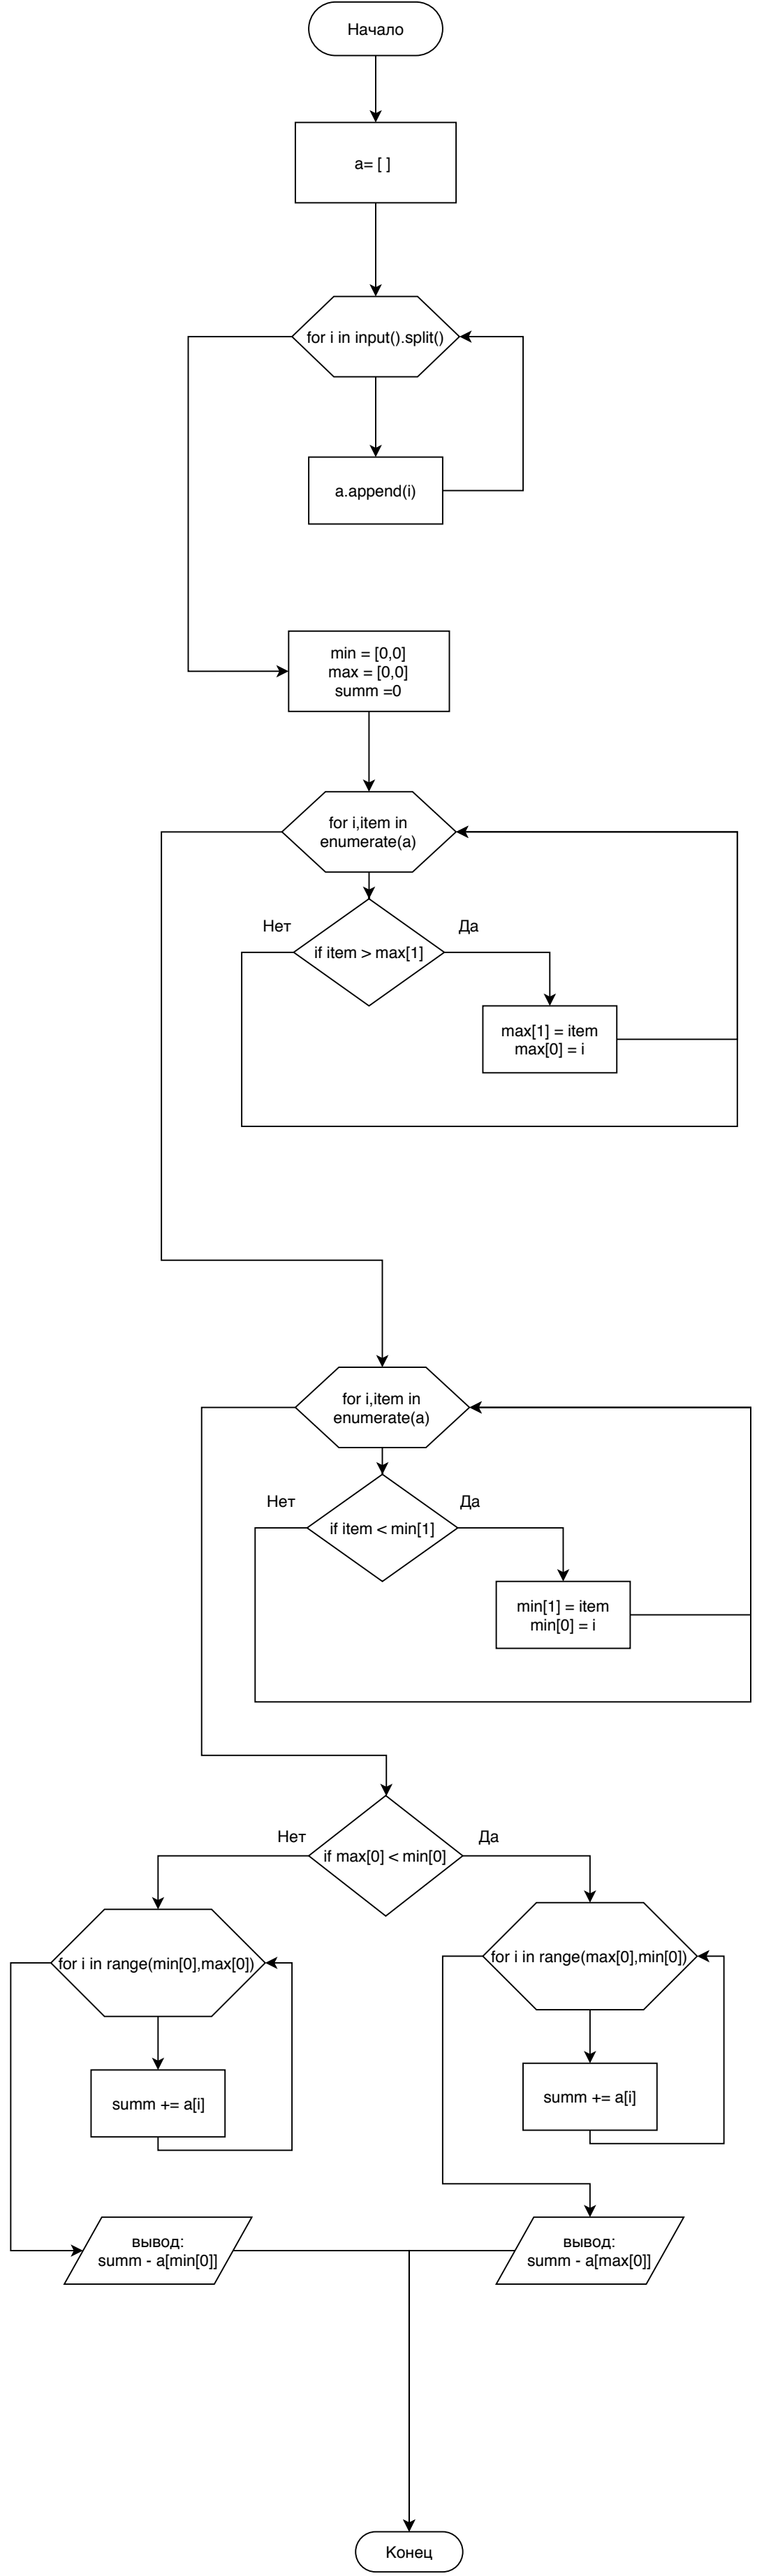 Начало
a= [ ]
for i in input().split()
a.append(i)
min = [0,0]
max = [0,0]
summ =0
for i,item in
enumerate(a)
Нет
Да
if item > max[1]
max[1] = item
max[0] = i
for i,item in
enumerate(a)
Нет
Да
if item < min[1]
min[1] = item
min[0] = i
Нет
Да
if max[0] < min[0]
for i in range(min[0],max[0])
for i in range(max[0],min[0])
summ += a[i]
summ += a[i]
вывод:
summ - a[min[0]]
вывод:
summ - a[max[0]]
Конец